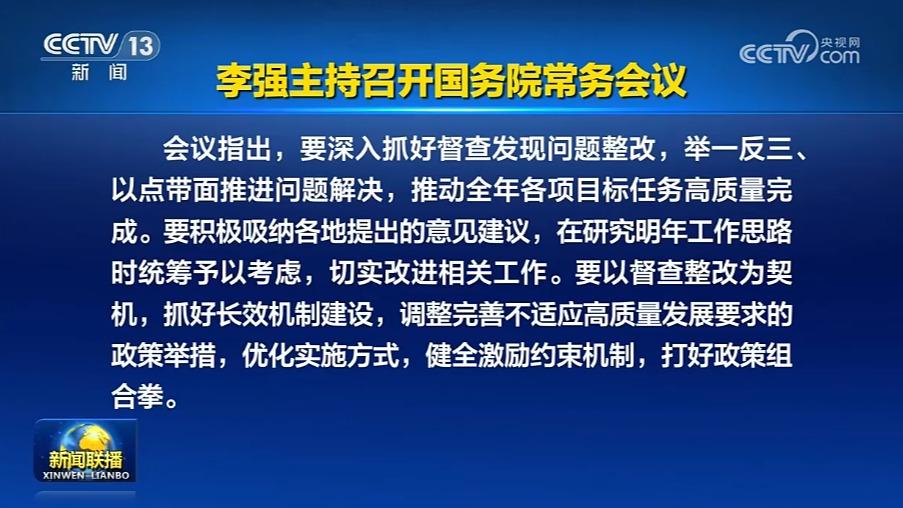 CCTV 13
新闻
央视网
CCTV.com
李强主持召开国务院常务会议
会议指出，要深入抓好督查发现问题整改，举一反三、
以点带面推进问题解决，推动全年各项目标任务高质量完
成。要积极吸纳各地提出的意见建议，在研究明年工作思路
时统筹予以考虑，切实改进相关工作。要以督查整改为契
机，抓好长效机制建设，调整完善不适应高质量发展要求的
政策举措，优化实施方式，健全激励约束机制，打好政策组
合拳。
新闻联播
XINWEN-LIANBO